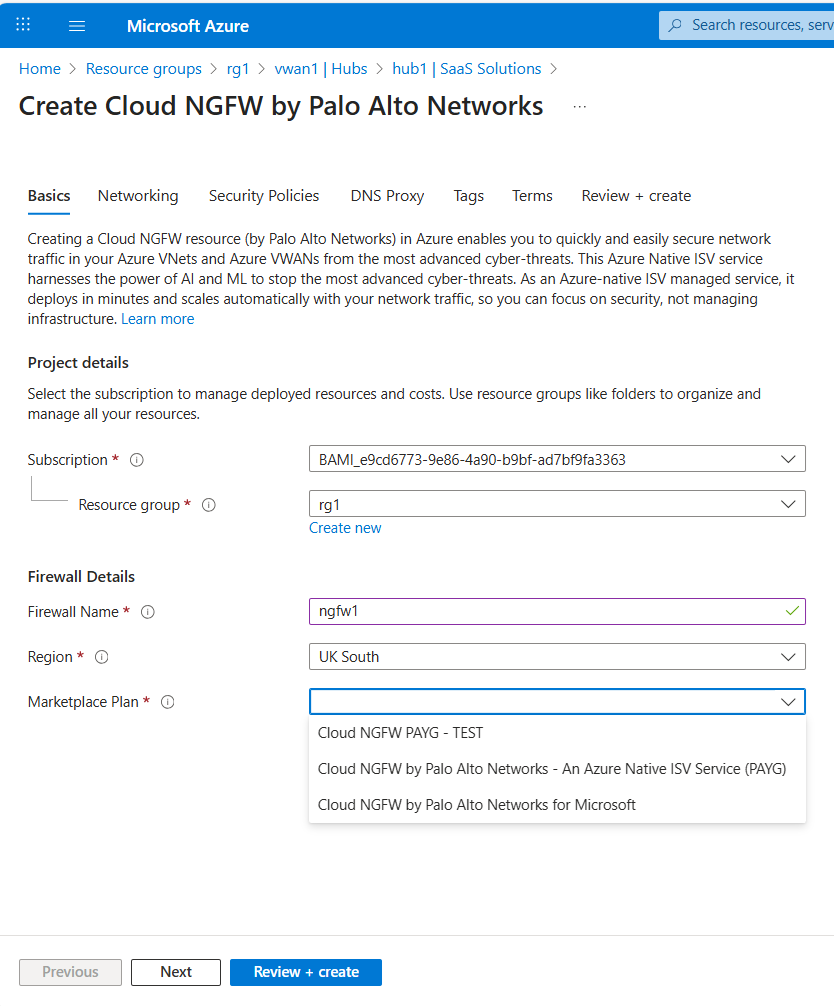 Microsoft Azure
Search resources, serv
Home > Resource groups > rg1 > vwan1 | Hubs > hub1 | SaaS Solutions >
Create Cloud NGFW by Palo Alto Networks ...
Basics Networking Security Policies DNS Proxy Tags Terms Review + create
Creating a Cloud NGFW resource (by Palo Alto Networks) in Azure enables you to quickly and easily secure network
traffic in your Azure VNets and Azure VWANs from the most advanced cyber-threats. This Azure Native ISV service
harnesses the power of AI and ML to stop the most advanced cyber-threats. As an Azure-native ISV managed service, it
deploys in minutes and scales automatically with your network traffic, so you can focus on security, not managing
infrastructure. Learn more
Project details
Select the subscription to manage deployed resources and costs. Use resource groups like folders to organize and
manage all your resources.
Subscription *
BAMI_e9cd6773-9e86-4a90-b9bf-ad7bf9fa3363
Resource group *
rg1
Create new
Firewall Details
Firewall Name *
ngfw1
Region *
UK South
Marketplace Plan *
Cloud NGFW PAYG - TEST
Cloud NGFW by Palo Alto Networks - An Azure Native ISV Service (PAYG)
Cloud NGFW by Palo Alto Networks for Microsoft
Previous
Next
Review + create